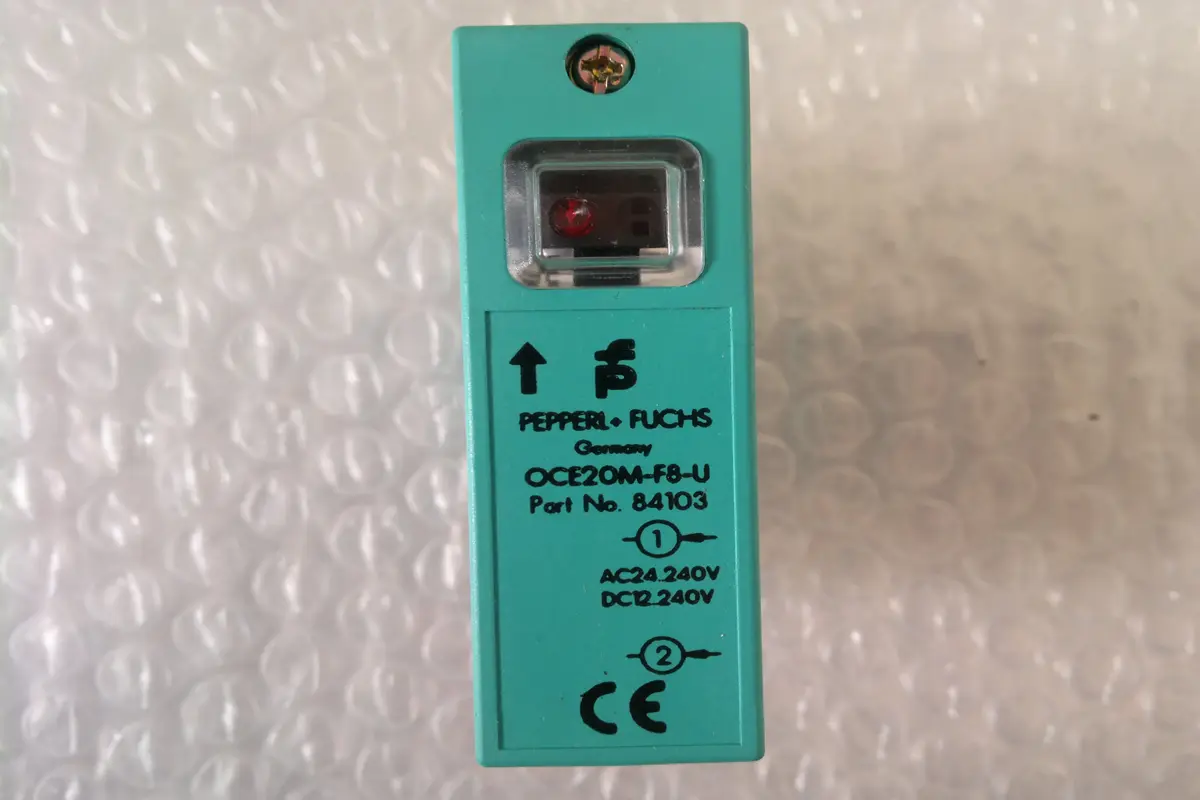 PEPPERL+ FUCHS
Germany
OCE20M-F8-U
Part No. 84103
1
AC24..240V
DC12..240V
2
CE